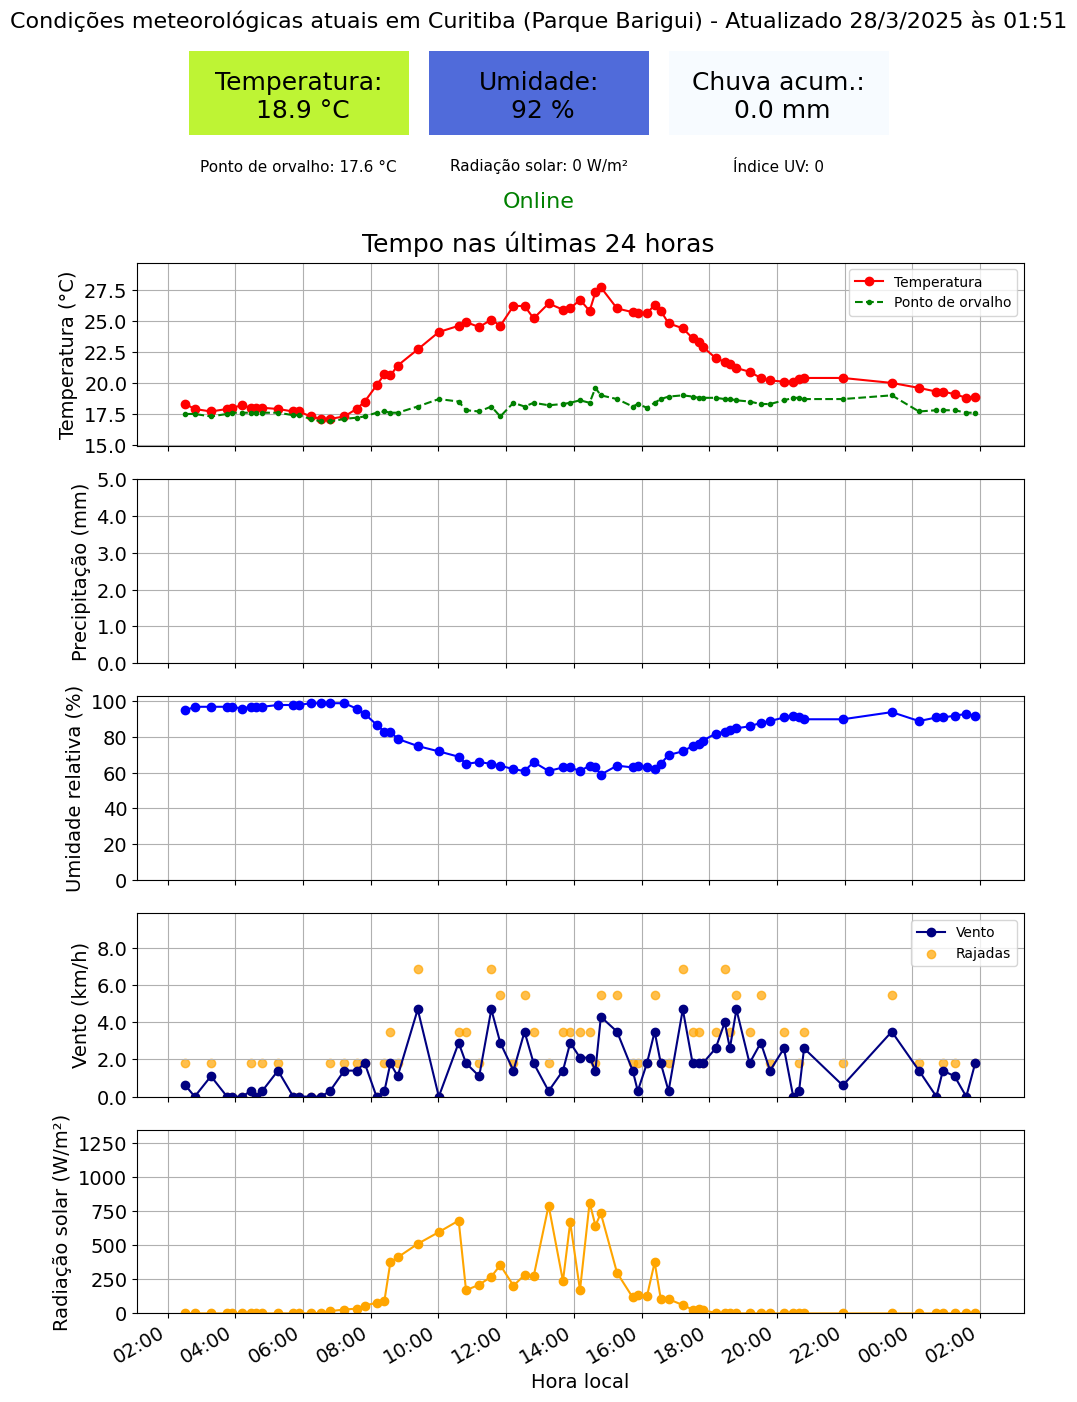 Condições meteorológicas atuais em Curitiba (Parque Barigui) - Atualizado 28/3/2025 às 01:51
Temperatura:
18.9 °C
Umidade:
92 %
Chuva acum.:
0.0 mm
Ponto de orvalho: 17.6 °C
Radiação solar: 0 W/m²
Índice UV: 0
Online
Tempo nas últimas 24 horas
Temperatura (°C)
27.5
25.0
22.5
20.0
17.5
15.0
Temperatura
Ponto de orvalho
Precipitação (mm)
5.0
4.0
3.0
2.0
1.0
0.0
Umidade relativa (%)
100
80
60
40
20
0
Vento (km/h)
8.0
6.0
4.0
2.0
0.0
Vento
Rajadas
Radiação solar (W/m²)
1250
1000
750
500
250
0
02:00
04:00
06:00
08:00
10:00
12:00
14:00
16:00
18:00
20:00
22:00
00:00
02:00
Hora local